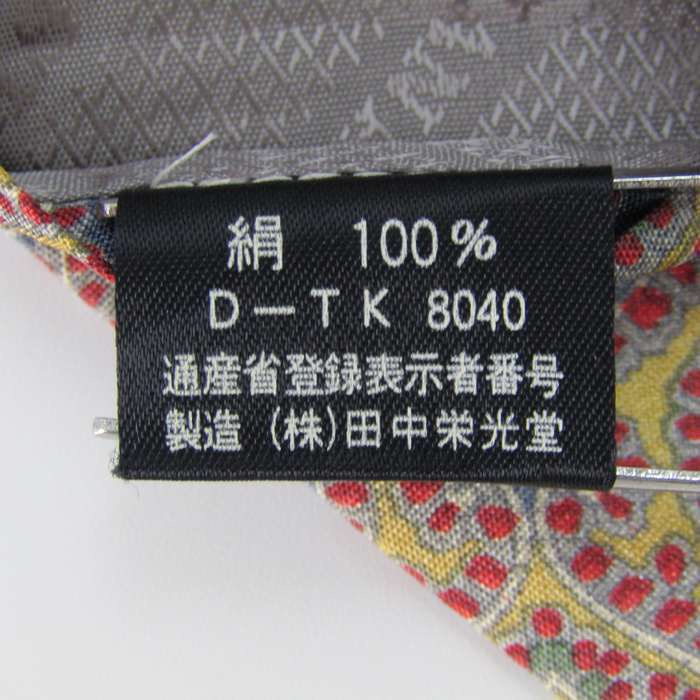 絹 100%
D-TK 8040
通産省登録表示者番号
製造 (株)田中栄光堂